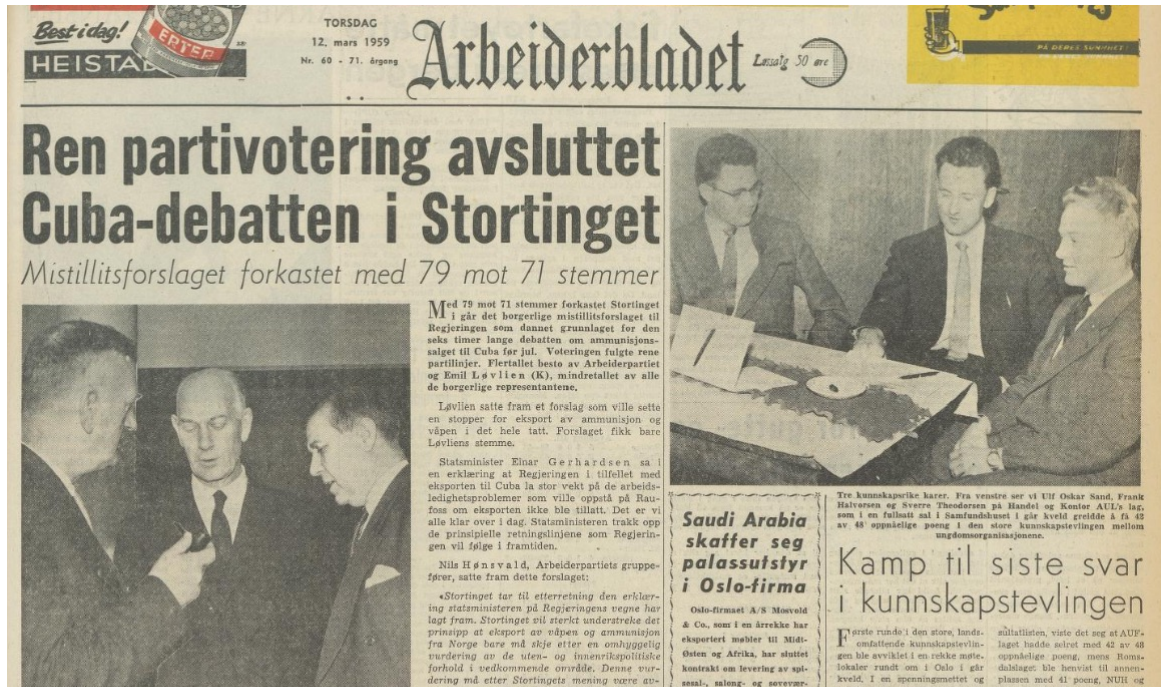 Best i dag!
ERTER
HEISTAD
TORSDAG
12. mars 1959
Nr. 60 - 71. årgang
Arbeiderbladet
Løssalg 50 øre
PÅ DERES SUNNHET
Ren partivotering avsluttet
Cuba-debatten i Stortinget
Mistillitsforslaget forkastet med 79 mot 71 stemmer
Med 79 mot 71 stemmer forkastet Stortinget
i går det borgerlige mistillitsforslaget til
Regjeringen som dannet grunnlaget for den
seks timer lange debatten om ammunisjons-
salget til Cuba før jul. Voteringen fulgte rene
partilinjer. Flertallet besto av Arbeiderpartiet
og Emil Løvlien (K), mindretallet av alle
de borgerlige representantene.
Løvlien satte fram et forslag som ville sette
en stopper for eksport av ammunisjon og
våpen i det hele tatt. Forslaget fikk bare
Løvliens stemme.
Statsminister Einar Gerhardsen sa i
en erklæring at Regjeringen i tilfellet med
eksporten til Cuba la stor vekt på de arbeids-
ledighetsproblemer som ville oppstå på Rau-
foss om eksporten ikke ble tillatt. Det er vi
alle klar over i dag. Statsministeren trakk opp
de prinsipielle retningslinjene som Regjerin-
gen vil følge i framtiden.
Nils Hønsvald, Arbeiderpartiets gruppe-
fører, satte fram dette forslaget:
«Stortinget tar til etterretning den erklær-
ing statsministeren på Regjeringens vegne har
lagt fram. Stortinget vil sterkt understreke det
prinsipp at eksport av våpen og ammunisjon
fra Norge bare må skje etter en omhyggelig
vurdering av de uten- og innenrikspolitiske
forhold i vedkommende område. Denne vur-
dering må etter Stortingets mening være av-
Tre kunnskapsrike karer. Fra venstre ser vi Ulf Oskar Sand, Frank
Halvorsen og Sverre Theodorsen på Handel og Kontor AUL's lag,
som i en fullsatt sal i Samfundshuset i går kveld greidde å få 42
av 48 oppnåelige poeng i den store kunnskapstevlingen mellom
ungdomsorganisasjonene.
Saudi Arabia
skaffer seg
palassutstyr
i Oslo-firma
Oslo-firmaet A/S Mosvold
& Co., som i en årrekke har
eksportert møbler til Midt-
Østen og Afrika, har sluttet
kontrakt om levering av spi-
sesal-, salong- og sovevær-
Kamp til siste svar
i kunnskapstevlingen
Første runde i den store, lands-
omfattende kunnskapstevlin-
gen ble avviklet i en rekke møte-
lokaler rundt om i Oslo i går
kveld. I en spenningsmettet og
sultatlisten, viste det seg at AUF-
laget hadde seiret med 42 av 48
oppnåelige poeng, mens Roms-
dalslaget ble henvist til annen-
plassen med 41 poeng, NUH og